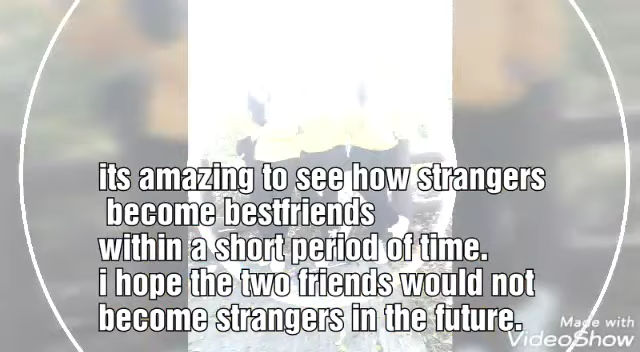 its amazing to see how strangers
become bestfriends
within a short period of time.
i hope the two friends would not
become strangers in the future.
Made with
VideoShow